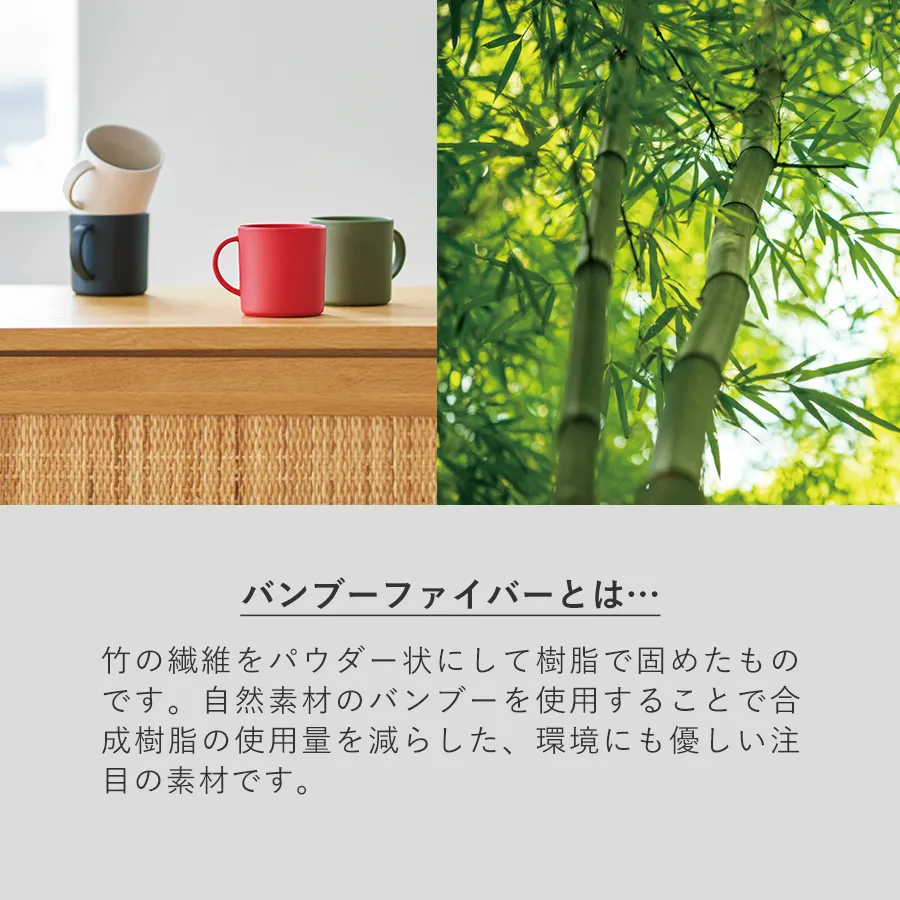 バンブーファイバーとは…
竹の繊維をパウダー状にして樹脂で固めたもの
です。自然素材のバンブーを使用することで合
成樹脂の使用量を減らした、環境にも優しい注
目の素材です。